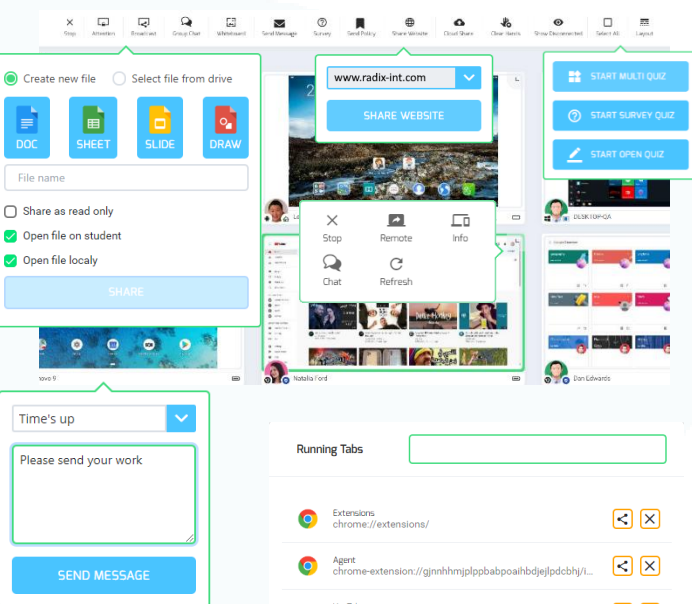 Stop
Attention
Broadcast
Group Chat
Whiteboard
Send Message
Survey
Send Policy
Share Website
Cloud Share
Clear Hands
Show Disconnected
Select All
Layout
Create new file
Select file from drive
DOC
SHEET
SLIDE
DRAW
File name
Share as read only
Open file on student
Open file localy
SHARE
www.radix-int.com
SHARE WEBSITE
START MULTI QUIZ
START SURVEY QUIZ
START OPEN QUIZ
Stop
Remote
Info
Chat
Refresh
DESKTOP-QA
Natalia Ford
Don Edwards
Time's up
Please send your work
SEND MESSAGE
Running Tabs
Extensions
chrome://extensions/
Agent
chrome-extension://gjnnhhmjplppbabpoaihbdjejlpdcbhj/i...